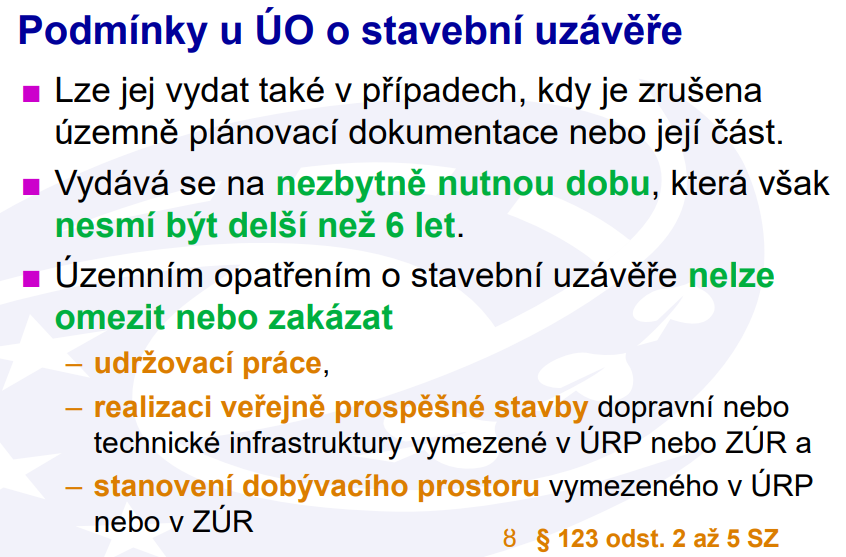 Podmínky u ÚO o stavební uzávěře
■ Lze jej vydat také v případech, kdy je zrušena
územně plánovací dokumentace nebo její část.
■ Vydává se na nezbytně nutnou dobu, která však
nesmí být delší než 6 let.
■ Územním opatřením o stavební uzávěře nelze
omezit nebo zakázat
– udržovací práce,
– realizaci veřejně prospěšné stavby dopravní nebo
technické infrastruktury vymezené v ÚRP nebo ZÚR a
– stanovení dobývacího prostoru vymezeného v ÚRP
nebo v ZÚR
8 § 123 odst. 2 až 5 SZ